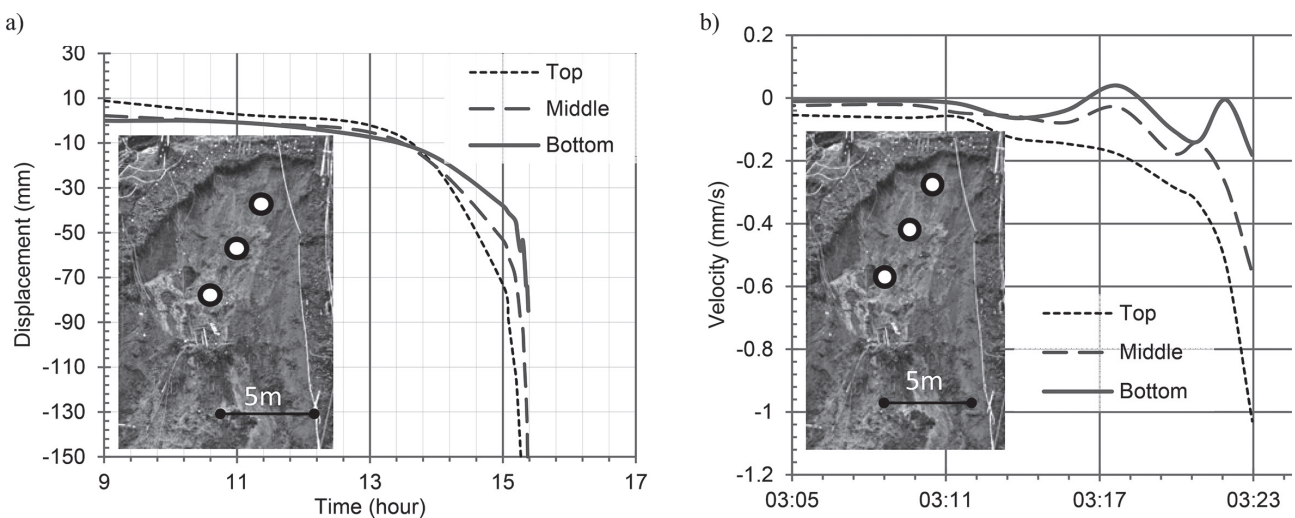 a)
30
10
-10
-30
-50
-70
-90
-110
-130
-150
Displacement (mm)
9
11
13
15
17
Time (hour)
Top
Middle
Bottom
5m
b)
0.2
0
-0.2
-0.4
-0.6
-0.8
-1
-1.2
Velocity (mm/s)
03:05
03:11
03:17
03:23
Top
Middle
Bottom
5m